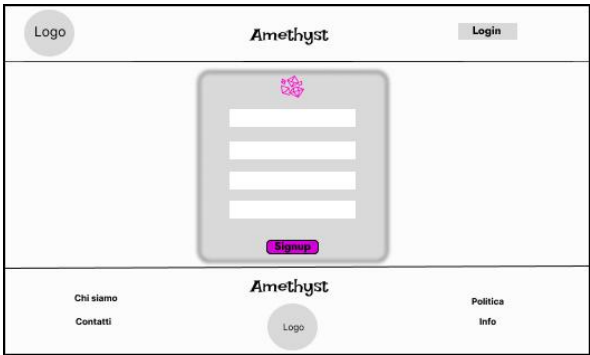 Logo
Amethyst
Login
Signup
Amethyst
Chi siamo
Politica
Contatti
Logo
Info